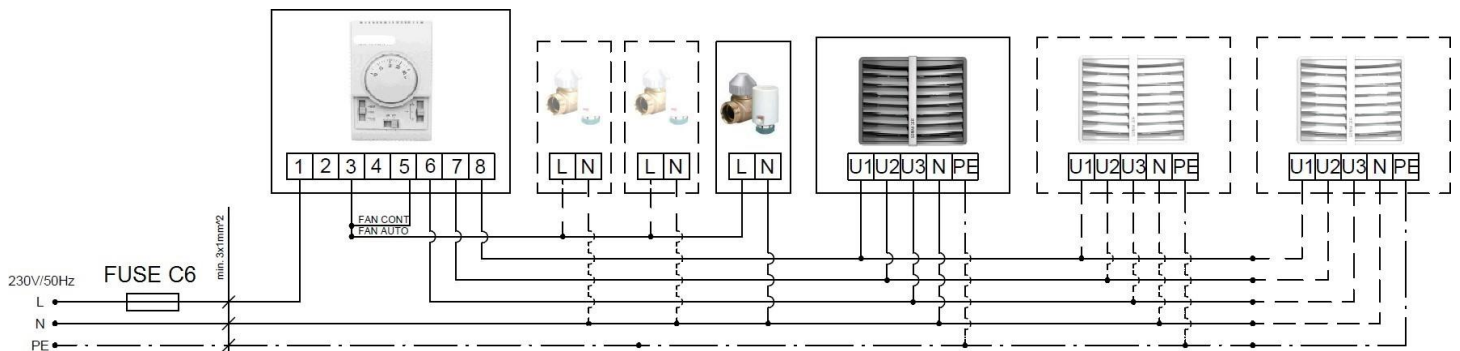 1 2 3 4 5 6 7 8
L N
L N
L N
U1 U2 U3 N PE
U1 U2 U3 N PE
U1 U2 U3 N PE
FAN CONT
FAN AUTO
min. 3x1mm^2
230V/50Hz
FUSE C6
L
N
PE